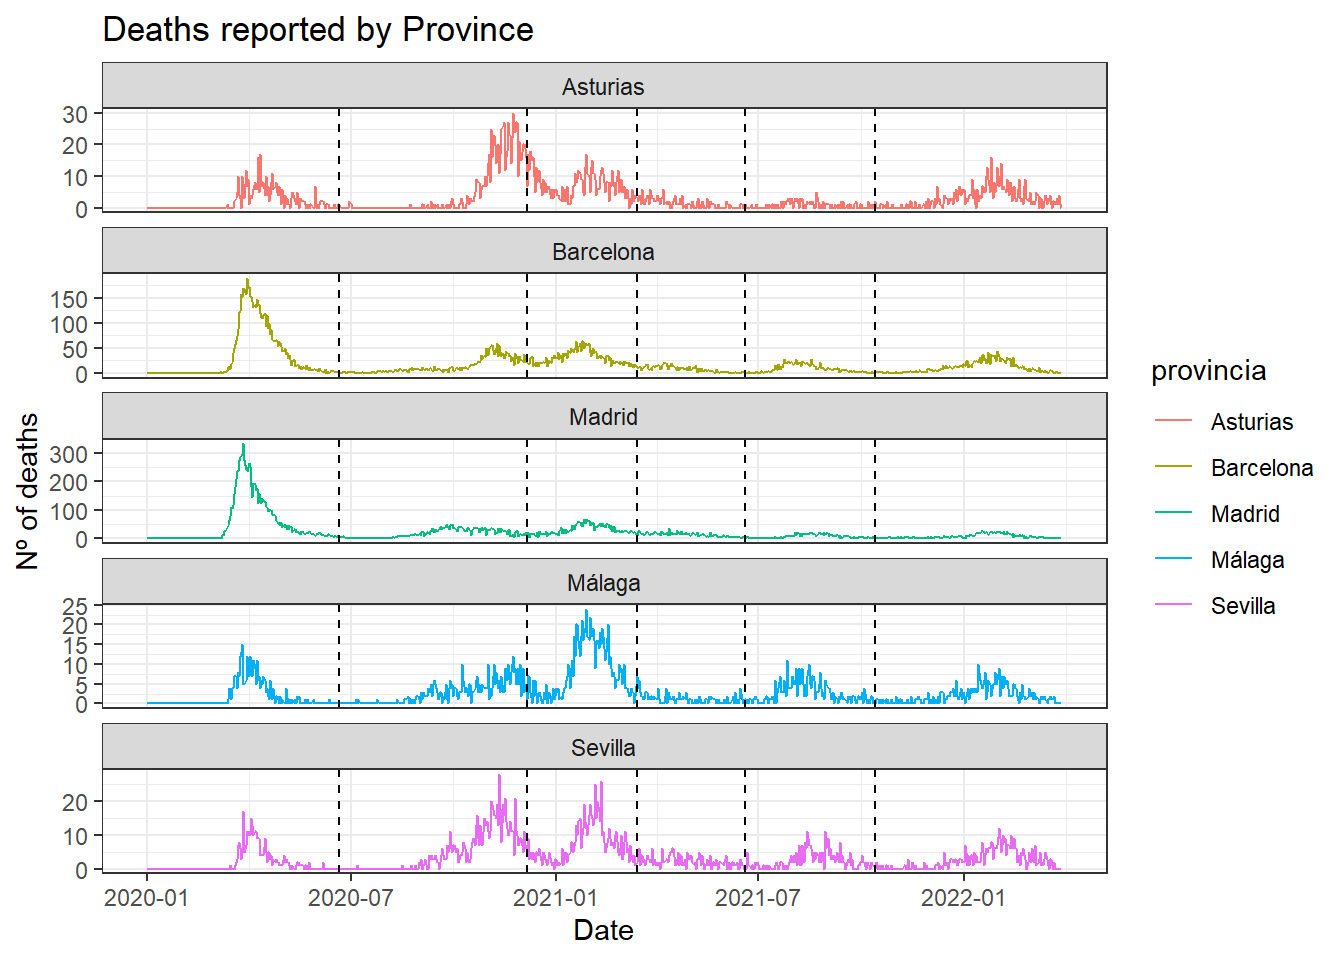 Deaths reported by Province
Asturias
30
20
10
0
Barcelona
150
100
50
0
Madrid
300
200
100
0
Málaga
25
20
15
10
5
0
Sevilla
20
10
0
2020-01 2020-07 2021-01 2021-07 2022-01
Date
Nº of deaths
provincia
Asturias
Barcelona
Madrid
Málaga
Sevilla